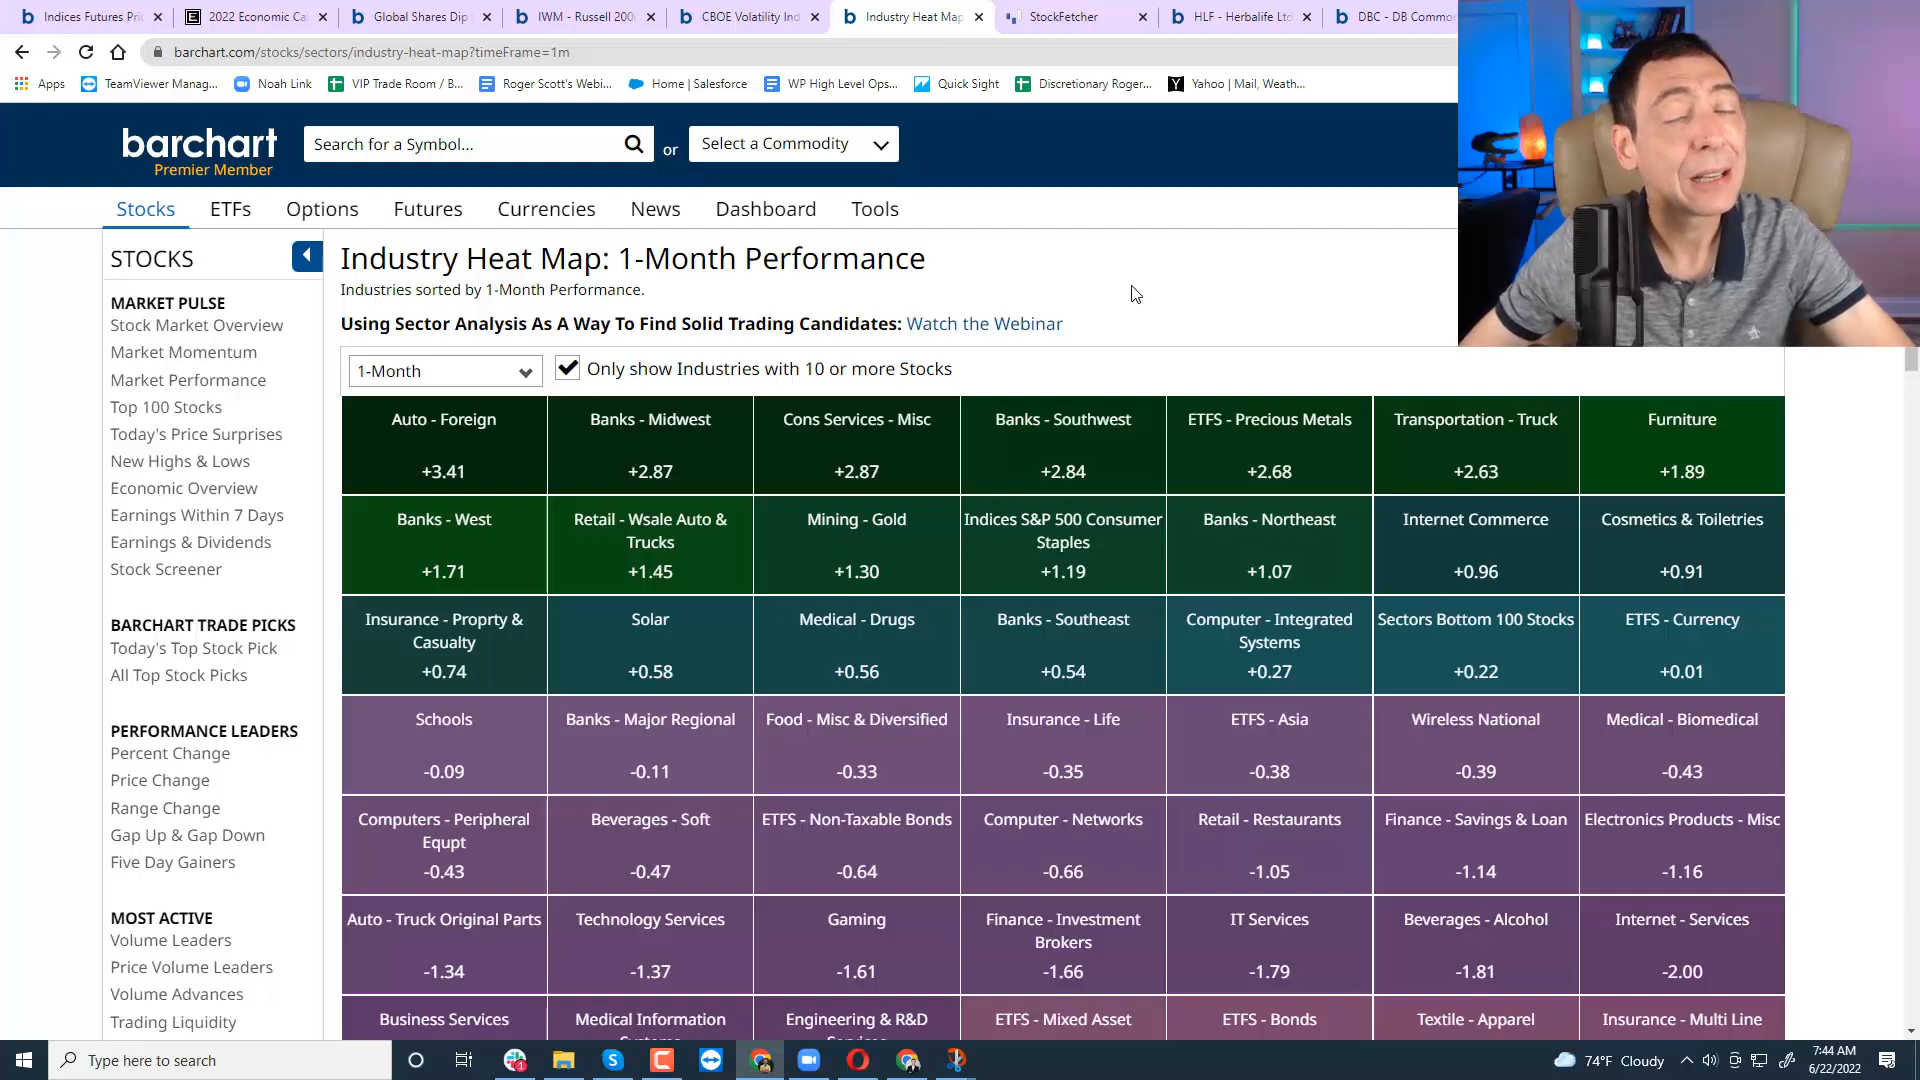 Indices Futures Pri
2022 Economic Ca
Global Shares Dip
IWM - Russell 200
CBOE Volatility Ind
Industry Heat Map
StockFetcher
HLF - Herbalife Ltd
DBC - DB Commo
barchart.com/stocks/sectors/industry-heat-map?timeFrame=1m
Apps
TeamViewer Manag...
Noah Link
VIP Trade Room / B...
Roger Scott's Webi...
Home | Salesforce
WP High Level Ops...
Quick Sight
Discretionary Roger...
Yahoo | Mail, Weath...
barchart
Premier Member
Search for a Symbol...
or
Select a Commodity
Stocks
ETFs
Options
Futures
Currencies
News
Dashboard
Tools
STOCKS
MARKET PULSE
Stock Market Overview
Market Momentum
Market Performance
Top 100 Stocks
Today's Price Surprises
New Highs & Lows
Economic Overview
Earnings Within 7 Days
Earnings & Dividends
Stock Screener
BARCHART TRADE PICKS
Today's Top Stock Pick
All Top Stock Picks
PERFORMANCE LEADERS
Percent Change
Price Change
Range Change
Gap Up & Gap Down
Five Day Gainers
MOST ACTIVE
Volume Leaders
Price Volume Leaders
Volume Advances
Trading Liquidity
Industry Heat Map: 1-Month Performance
Industries sorted by 1-Month Performance.
Using Sector Analysis As A Way To Find Solid Trading Candidates: Watch the Webinar
1-Month
Only show Industries with 10 or more Stocks
Auto - Foreign
+3.41
Banks - Midwest
+2.87
Cons Services - Misc
+2.87
Banks - Southwest
+2.84
ETFS - Precious Metals
+2.68
Transportation - Truck
+2.63
Furniture
+1.89
Banks - West
+1.71
Retail - Wsale Auto &
Trucks
+1.45
Mining - Gold
+1.30
Indices S&P 500 Consumer
Staples
+1.19
Banks - Northeast
+1.07
Internet Commerce
+0.96
Cosmetics & Toiletries
+0.91
Insurance - Proprty &
Casualty
+0.74
Solar
+0.58
Medical - Drugs
+0.56
Banks - Southeast
+0.54
Computer - Integrated
Systems
+0.27
Sectors Bottom 100 Stocks
+0.22
ETFS - Currency
+0.01
Schools
-0.09
Banks - Major Regional
-0.11
Food - Misc & Diversified
-0.33
Insurance - Life
-0.35
ETFS - Asia
-0.38
Wireless National
-0.39
Medical - Biomedical
-0.43
Computers - Peripheral
Equpt
-0.43
Beverages - Soft
-0.47
ETFS - Non-Taxable Bonds
-0.64
Computer - Networks
-0.66
Retail - Restaurants
-1.05
Finance - Savings & Loan
-1.14
Electronics Products - Misc
-1.16
Auto - Truck Original Parts
-1.34
Technology Services
-1.37
Gaming
-1.61
Finance - Investment
Brokers
-1.66
IT Services
-1.79
Beverages - Alcohol
-1.81
Internet - Services
-2.00
Business Services
Medical Information
Systems
Engineering & R&D
Services
ETFS - Mixed Asset
ETFS - Bonds
Textile - Apparel
Insurance - Multi Line
Type here to search
74°F Cloudy
7:44 AM
6/22/2022